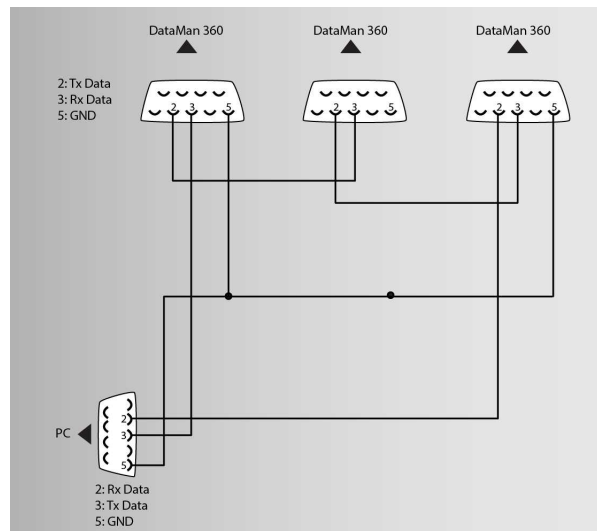 DataMan 360 DataMan 360 DataMan 360
2: Tx Data
3: Rx Data
5: GND
2 3 5 2 3 5 2 3 5
2
PC 3
5
2: Rx Data
3: Tx Data
5: GND